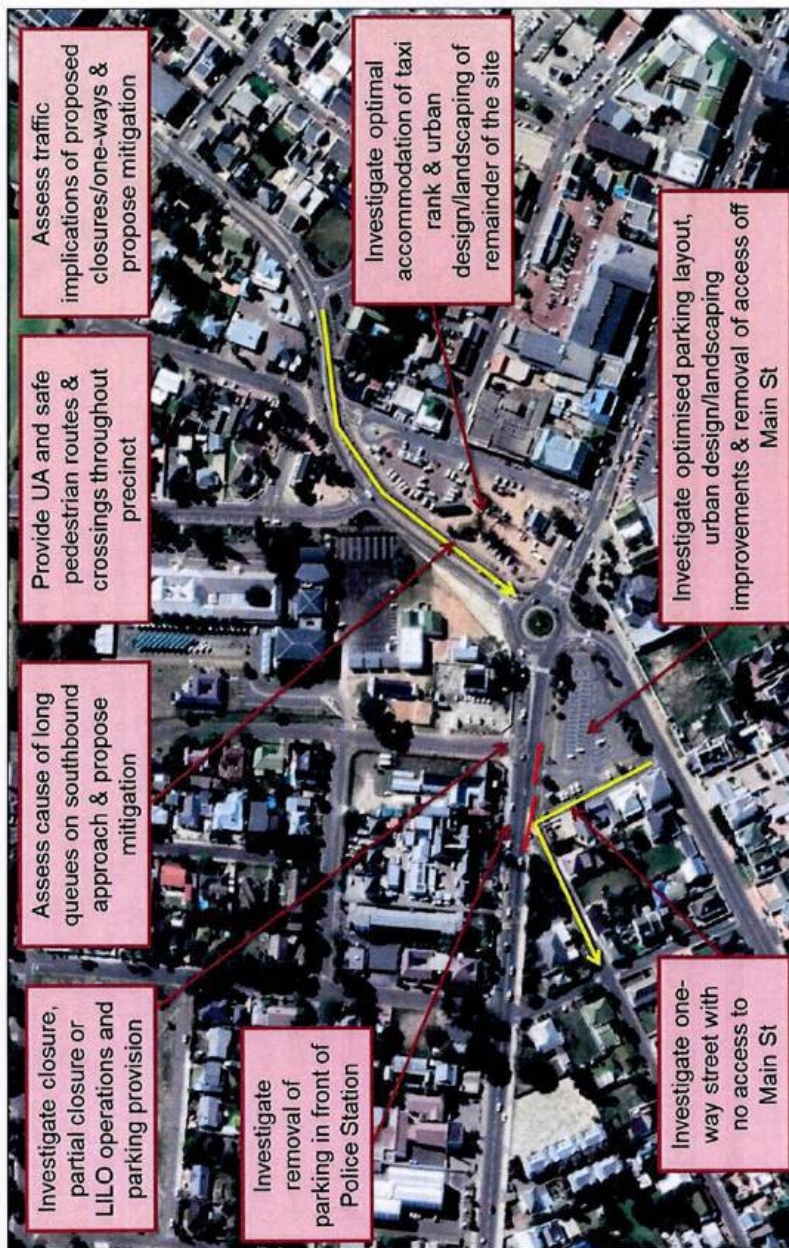 Investigate closure,
partial closure or
LILO operations and
parking provision
Assess cause of long
queues on southbound
approach & propose
mitigation
Provide UA and safe
pedestrian routes &
crossings throughout
precinct
Assess traffic
implications of proposed
closures/one-ways &
propose mitigation
Investigate
removal of
parking in front of
Police Station
Investigate optimal
accommodation of taxi
rank & urban
design/landscaping of
remainder of the site
Investigate one-
way street with
no access to
Main St
Investigate optimised parking layout,
urban design/landscaping
improvements & removal of access off
Main St